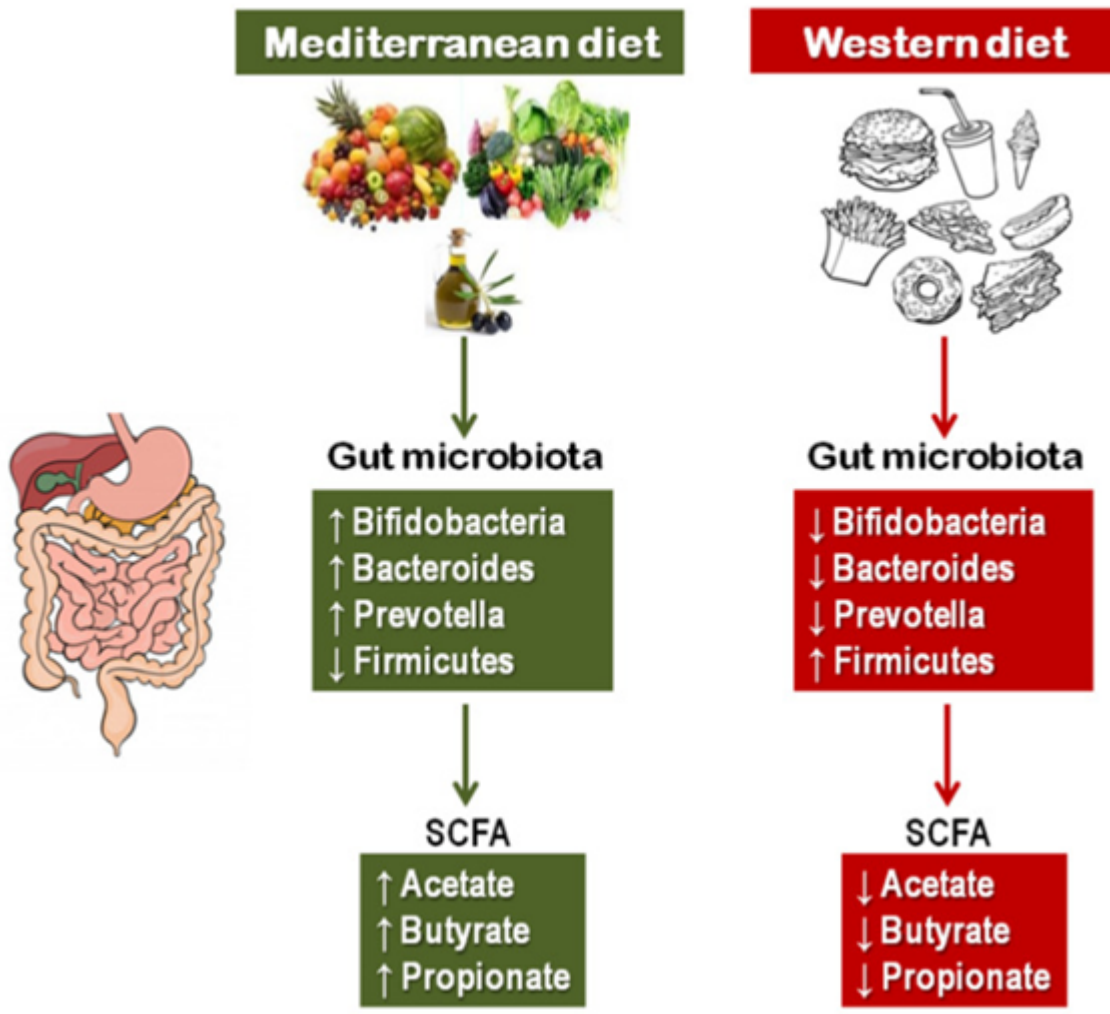 Mediterranean diet
Western diet
Gut microbiota
↑ Bifidobacteria
↑ Bacteroides
↑ Prevotella
↓ Firmicutes
Gut microbiota
↓ Bifidobacteria
↓ Bacteroides
↓ Prevotella
↑ Firmicutes
SCFA
↑ Acetate
↑ Butyrate
↑ Propionate
SCFA
↓ Acetate
↓ Butyrate
↓ Propionate